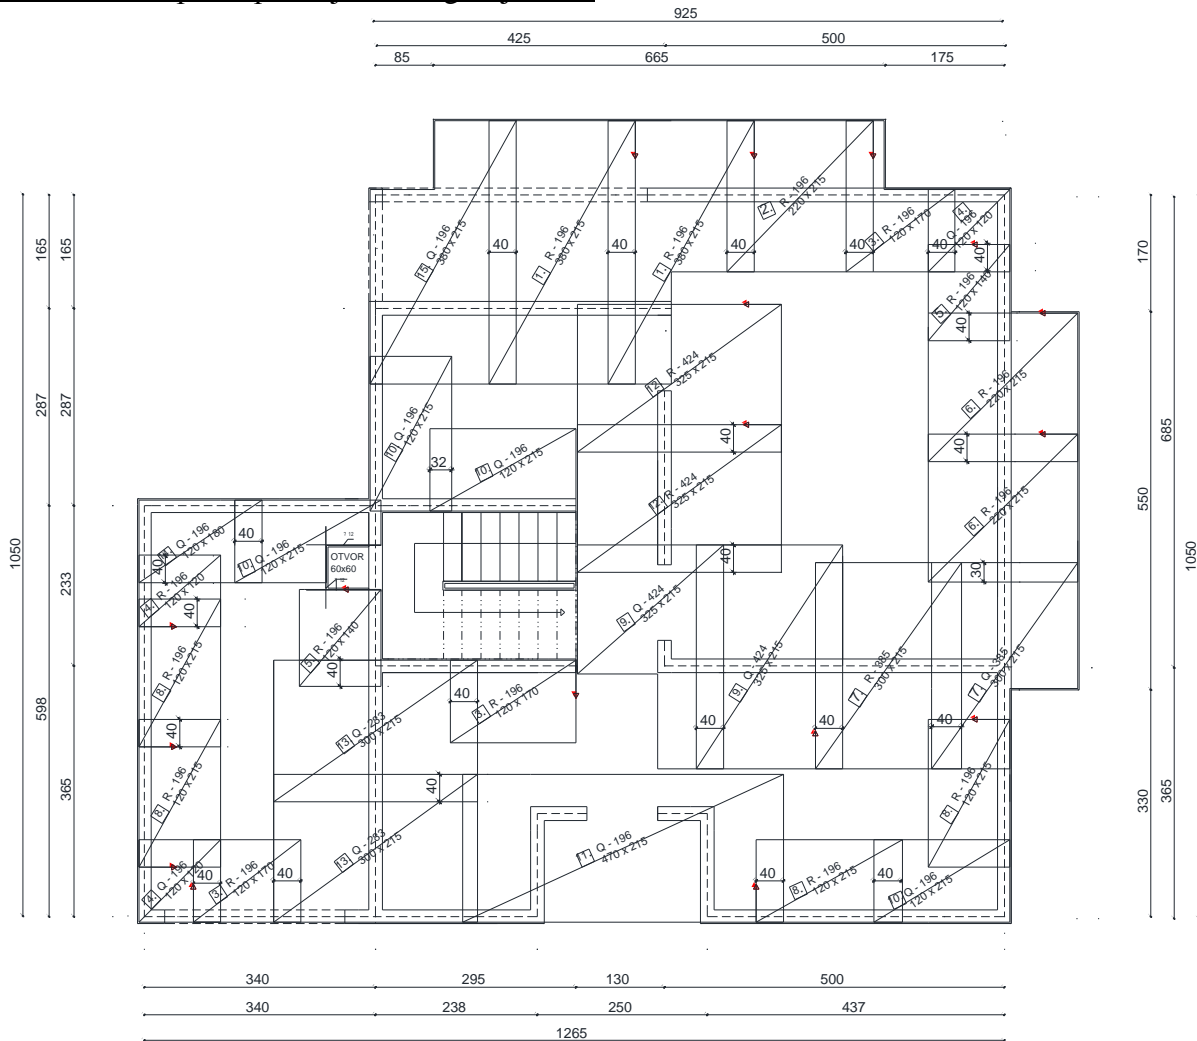 925
425
500
85
665
175
165
165
287
287
1050
233
598
365
170
685
550
1050
330
365
15. Q - 196
380 x 215
1. R - 196
380 x 215
1. R - 196
380 x 215
2. R - 196
220 x 215
3. R - 196
120 x 170
4. Q - 196
120 x 120
40
40
40
40
40
40
5. R - 196
120 x 140
40
6. R - 196
220 x 215
40
6. R - 196
220 x 215
30
12. R - 424
325 x 215
40
12. R - 424
325 x 215
40
10. Q - 196
120 x 215
32
10. Q - 196
120 x 215
Q - 196
120 x 180
40
40
10. Q - 196
120 x 215
OTVOR
60x60
4. R - 196
120 x 120
40
5. R - 196
120 x 140
40
8. R - 196
120 x 215
40
8. R - 196
120 x 215
9. Q - 424
325 x 215
9. Q - 424
325 x 215
7. R - 385
300 x 215
7. Q - 385
300 x 215
40
40
40
3. R - 196
120 x 170
40
13. Q - 283
300 x 215
40
13. Q - 283
300 x 215
11. Q - 196
470 x 215
8. R - 196
120 x 215
4. Q - 196
120 x 120
40
3. R - 196
120 x 170
40
40
8. R - 196
120 x 215
40
10. Q - 196
120 x 215
340
295
130
500
340
238
250
437
1265